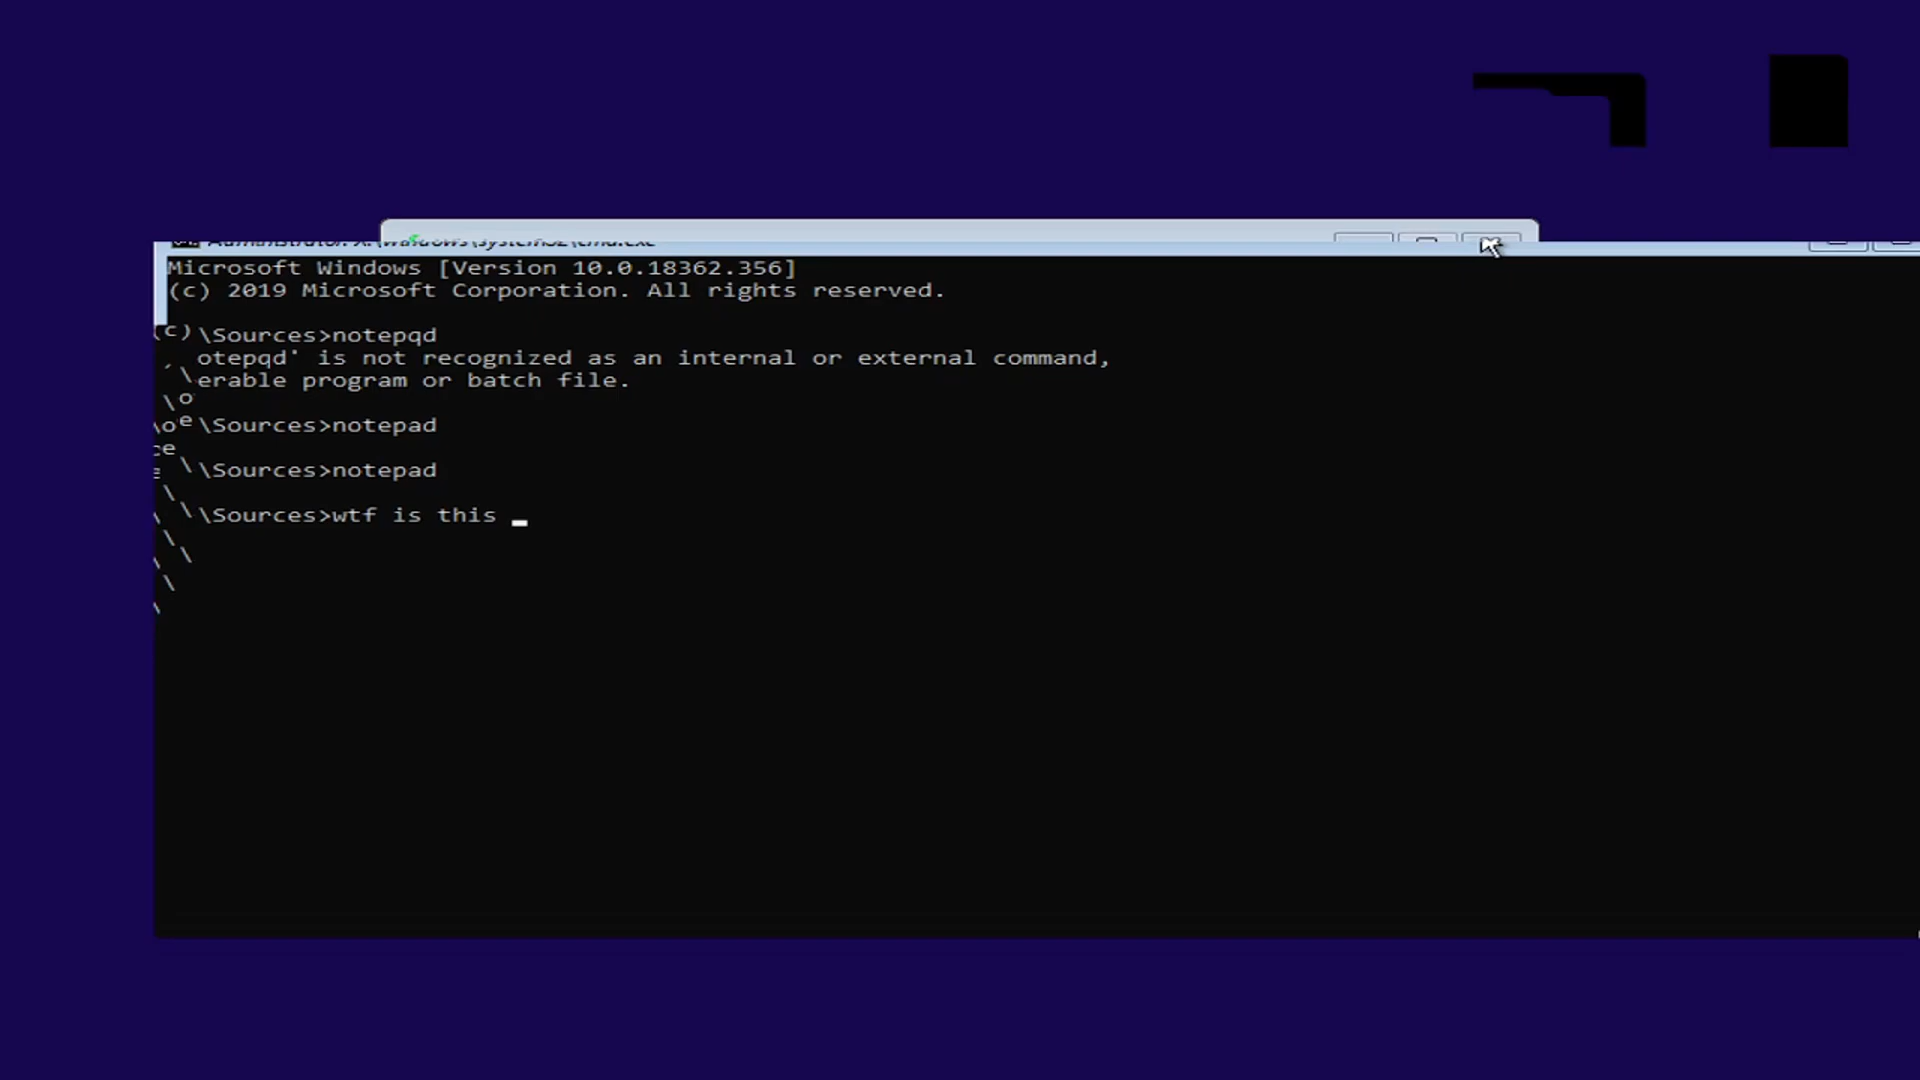 Administrator: X:\windows\system32\cmd.exe
Microsoft Windows [Version 10.0.18362.356]
(c) 2019 Microsoft Corporation. All rights reserved.
(c) \Sources>notepqd
otepqd' is not recognized as an internal or external command,
\erable program or batch file.
\o
\oe \Sources>notepad
ce
\\Sources>notepad
\
\\Sources>wtf is this _
\
\
\
\
\